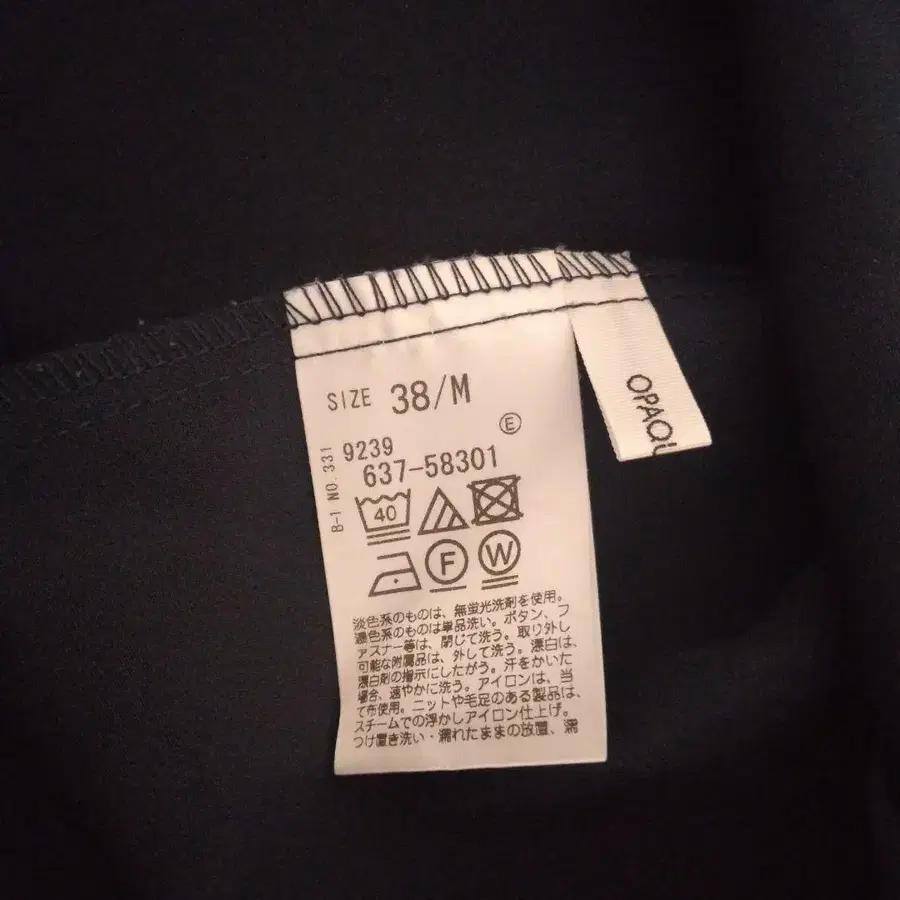 SIZE 38/M
E
B-1 NO.331
9239
637-58301
40
F W
淡色系のものは、無蛍光洗剤を使用。
濃色系のものは単品洗い。ボタン、フ
ァスナー等は、閉じて洗う。取り外し
可能な附属品は、外して洗う。漂白は、
漂白剤の指示にしたがう。汗をかいた
場合、速やかに洗う。アイロンは、当
て布使用。ニットや毛足のある製品は、
スチームでの浮かしアイロン仕上げ。
つけ置き洗い・濡れたままの放置、濡
OPAQU